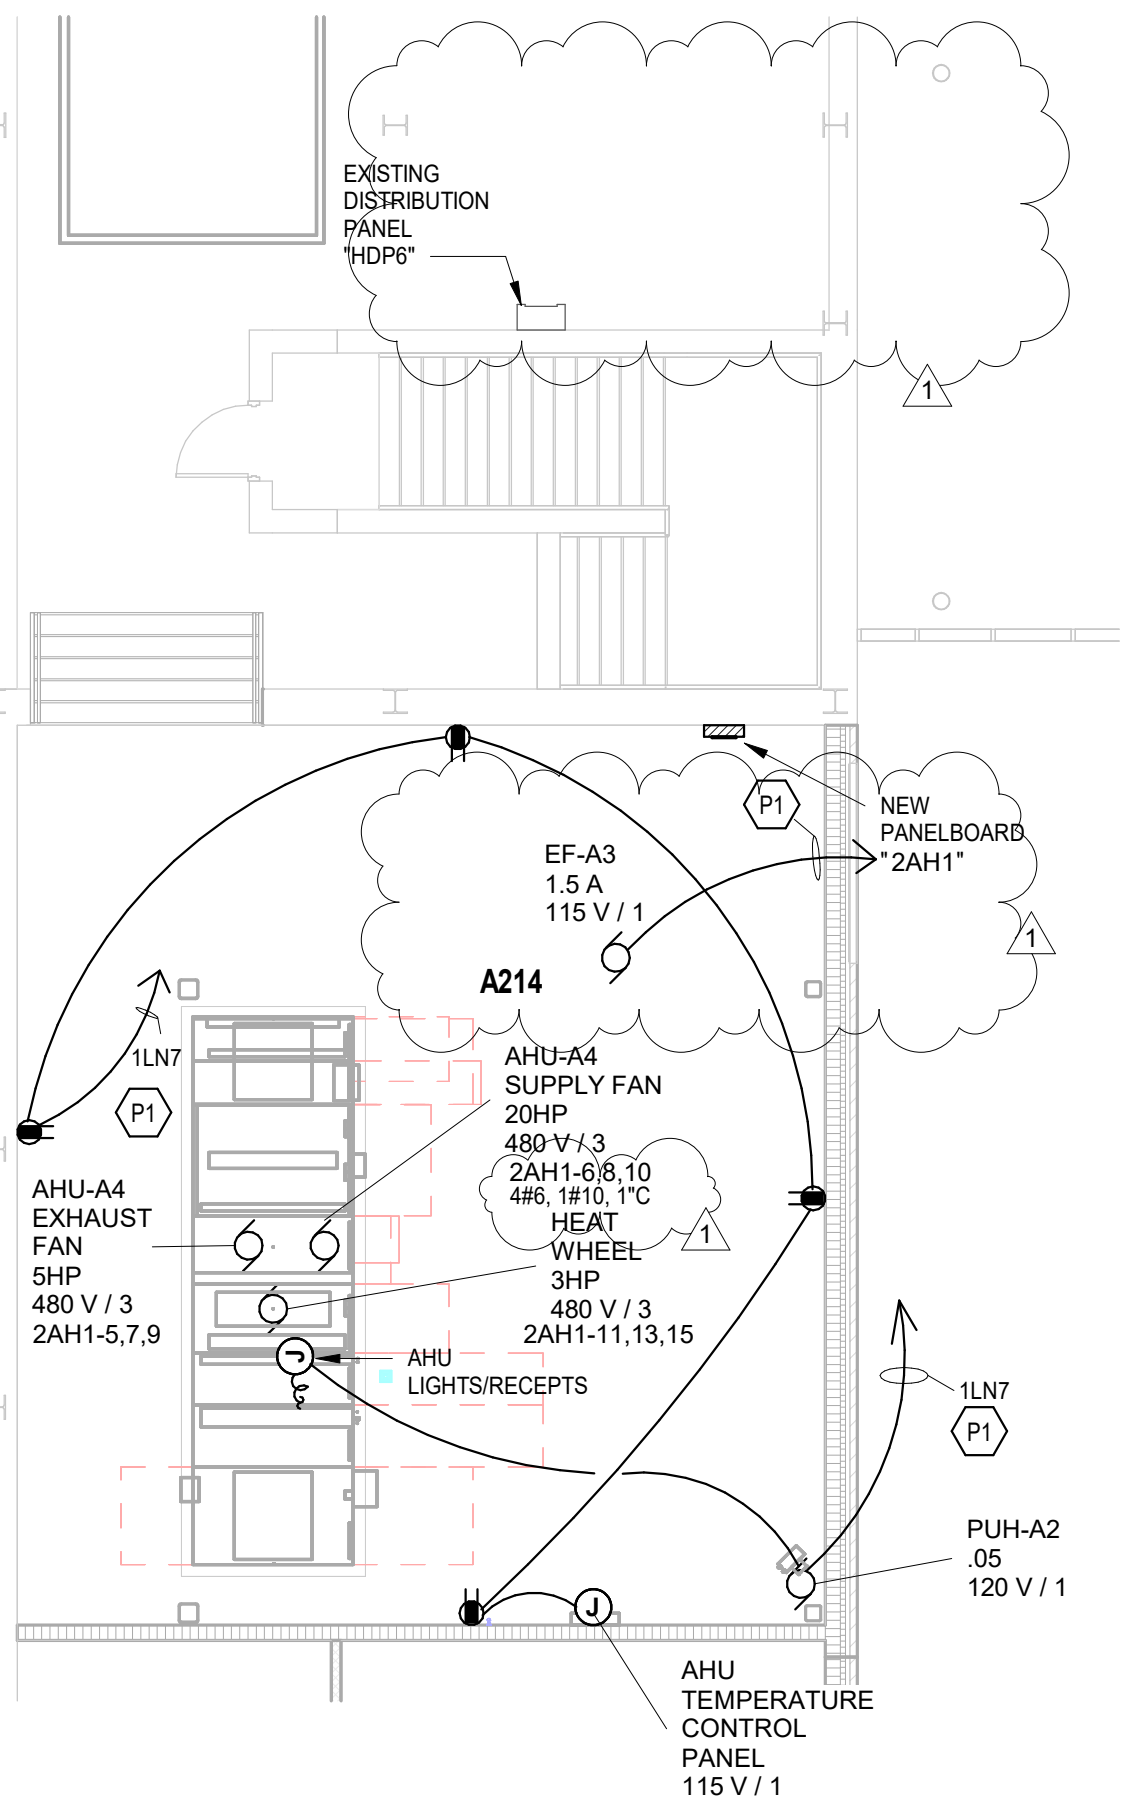 EXISTING
DISTRIBUTION
PANEL
"HDP6"
1
P1
NEW
PANELBOARD
"2AH1"
EF-A3
1.5 A
115 V / 1
1
A214
1LN7
P1
AHU-A4
SUPPLY FAN
20HP
480 V / 3
2AH1-6,8,10
4#6, 1#10, 1"C
1
AHU-A4
EXHAUST
FAN
5HP
480 V / 3
2AH1-5,7,9
HEAT
WHEEL
3HP
480 V / 3
2AH1-11,13,15
J
AHU
LIGHTS/RECEPTS
1LN7
P1
PUH-A2
.05
120 V / 1
J
AHU
TEMPERATURE
CONTROL
PANEL
115 V / 1